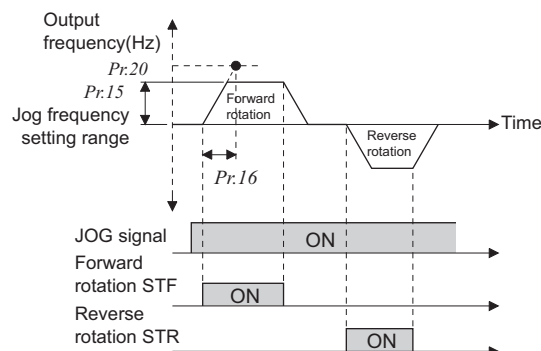 Output
frequency(Hz)
Pr.20
Pr.15
Jog frequency
setting range
Forward
rotation
Time
Reverse
rotation
Pr.16
JOG signal
ON
Forward
rotation STF
ON
Reverse
rotation STR
ON